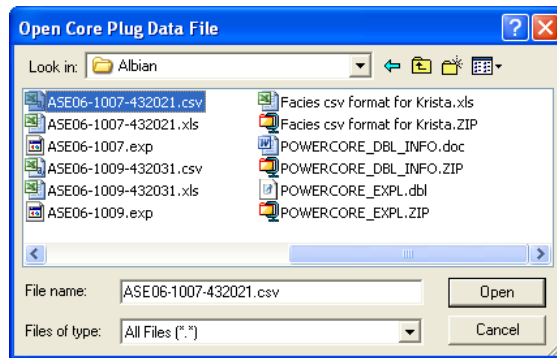 Open Core Plug Data File
Look in: Albian
ASE06-1007-432021.csv
ASE06-1007-432021.xls
ASE06-1007.exp
ASE06-1009-432031.csv
ASE06-1009-432031.xls
ASE06-1009.exp
Facies csv format for Krista.xls
Facies csv format for Krista.ZIP
POWERCORE_DBL_INFO.doc
POWERCORE_DBL_INFO.ZIP
POWERCORE_EXPL.dbl
POWERCORE_EXPL.ZIP
File name: ASE06-1007-432021.csv
Open
Files of type: All Files (*.*)
Cancel